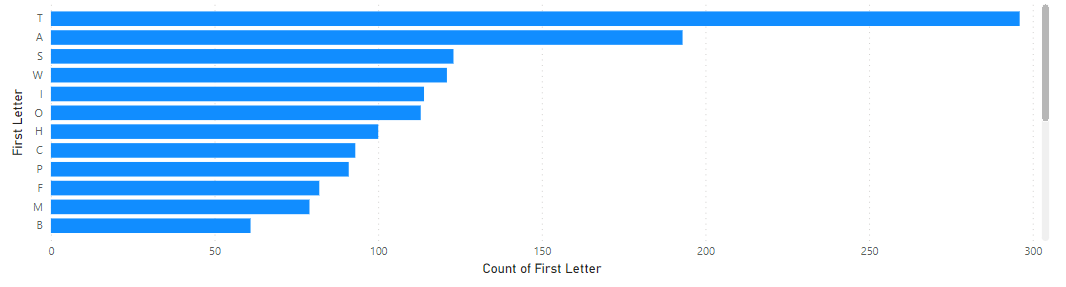 First Letter
T
A
S
W
I
O
H
C
P
F
M
B
0 50 100 150 200 250 300
Count of First Letter